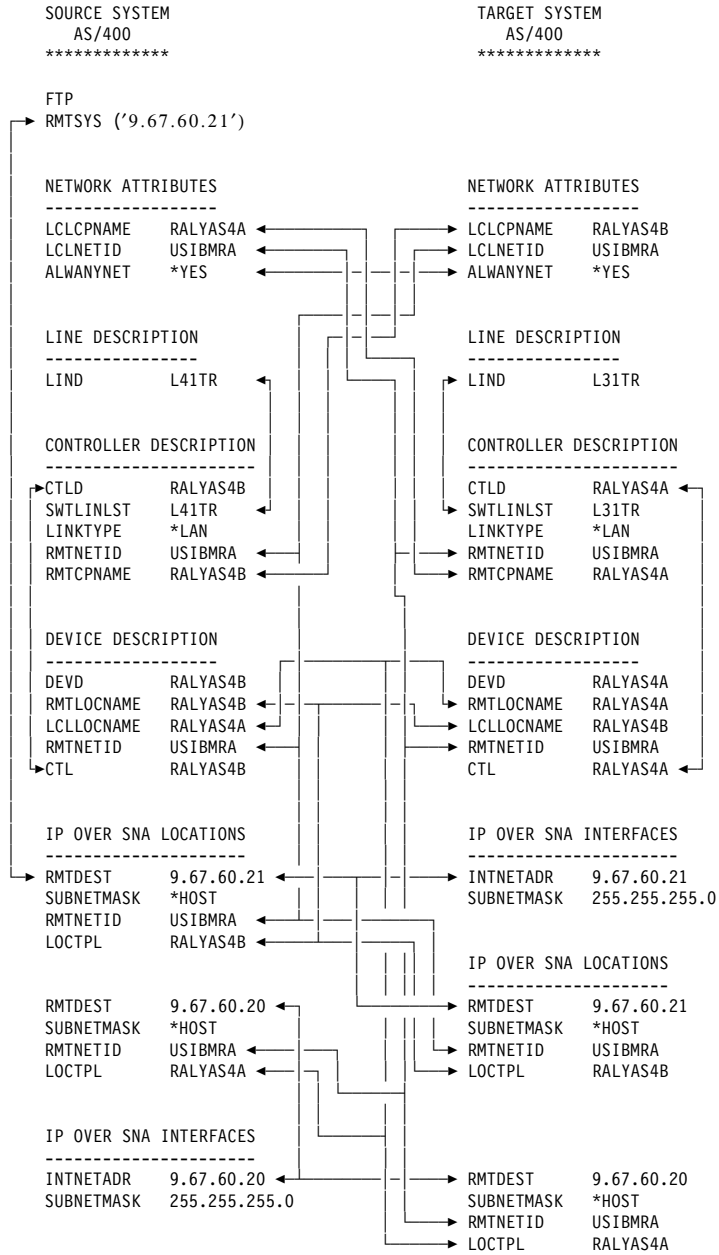 SOURCE SYSTEM TARGET SYSTEM
AS/400 AS/400
************* *************
FTP
RMTSYS ('9.67.60.21')
NETWORK ATTRIBUTES NETWORK ATTRIBUTES
------------------ ------------------
LCLCPNAME RALYAS4A LCLCPNAME RALYAS4B
LCLNETID USIBMRA LCLNETID USIBMRA
ALWANYNET *YES ALWANYNET *YES
LINE DESCRIPTION LINE DESCRIPTION
---------------- ----------------
LIND L41TR LIND L31TR
CONTROLLER DESCRIPTION CONTROLLER DESCRIPTION
---------------------- ----------------------
CTLD RALYAS4B CTLD RALYAS4A
SWTLINLST L41TR SWTLINLST L31TR
LINKTYPE *LAN LINKTYPE *LAN
RMTNETID USIBMRA RMTNETID USIBMRA
RMTCPNAME RALYAS4B RMTCPNAME RALYAS4A
DEVICE DESCRIPTION DEVICE DESCRIPTION
------------------ ------------------
DEVD RALYAS4B DEVD RALYAS4A
RMTLOCNAME RALYAS4B RMTLOCNAME RALYAS4A
LCLLOCNAME RALYAS4A LCLLOCNAME RALYAS4B
RMTNETID USIBMRA RMTNETID USIBMRA
CTL RALYAS4B CTL RALYAS4A
IP OVER SNA LOCATIONS IP OVER SNA INTERFACES
--------------------- ----------------------
RMTDEST 9.67.60.21 INTNETADR 9.67.60.21
SUBNETMASK *HOST SUBNETMASK 255.255.255.0
RMTNETID USIBMRA
LOCTPL RALYAS4B
IP OVER SNA LOCATIONS
---------------------
RMTDEST 9.67.60.20 RMTDEST 9.67.60.21
SUBNETMASK *HOST SUBNETMASK *HOST
RMTNETID USIBMRA RMTNETID USIBMRA
LOCTPL RALYAS4A LOCTPL RALYAS4B
IP OVER SNA INTERFACES
----------------------
INTNETADR 9.67.60.20 RMTDEST 9.67.60.20
SUBNETMASK 255.255.255.0 SUBNETMASK *HOST
RMTNETID USIBMRA
LOCTPL RALYAS4A